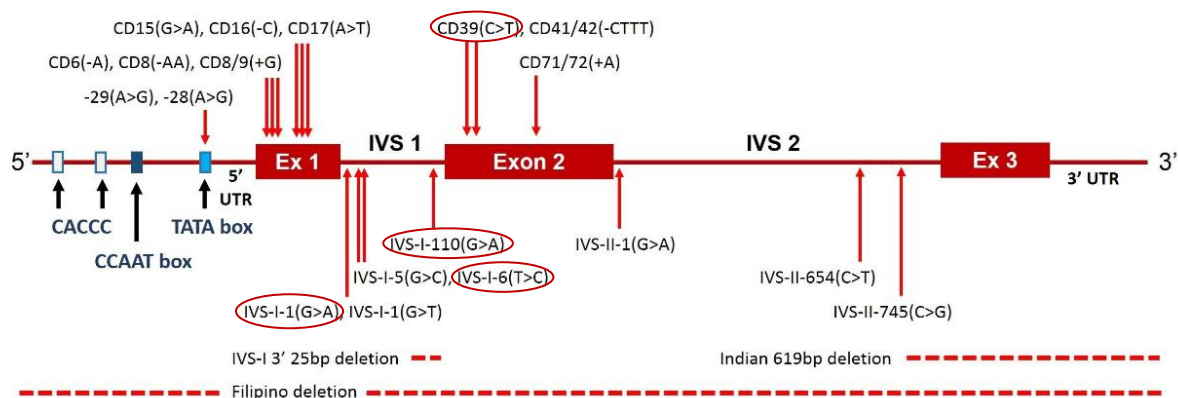 CD15(G>A), CD16(-C), CD17(A>T)
CD39(C>T), CD41/42(-CTTT)
CD6(-A), CD8(-AA), CD8/9(+G)
CD71/72(+A)
-29(A>G), -28(A>G)
IVS 1
IVS 2
5’
Ex 1
Exon 2
Ex 3
3’
5’
UTR
3’ UTR
CACCC
TATA box
CCAAT box
IVS-I-110(G>A)
IVS-II-1(G>A)
IVS-I-5(G>C), IVS-I-6(T>C)
IVS-II-654(C>T)
IVS-I-1(G>A), IVS-I-1(G>T)
IVS-II-745(C>G)
IVS-I 3’ 25bp deletion
Indian 619bp deletion
Filipino deletion